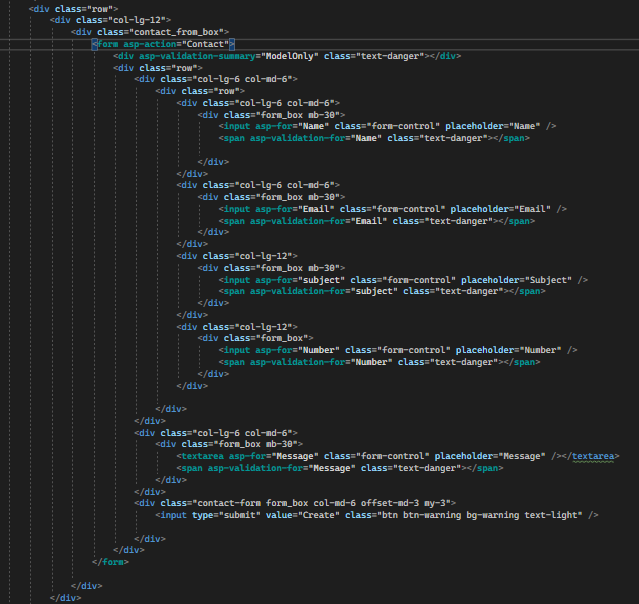 <div class="row">
<div class="col-lg-12">
<div class="contact_from_box">
<form asp-action="Contact">
<div asp-validation-summary="ModelOnly" class="text-danger"></div>
<div class="row">
<div class="col-lg-6 col-md-6">
<div class="row">
<div class="col-lg-6 col-md-6">
<div class="form_box mb-30">
<input asp-for="Name" class="form-control" placeholder="Name" />
<span asp-validation-for="Name" class="text-danger"></span>
</div>
</div>
<div class="col-lg-6 col-md-6">
<div class="form_box mb-30">
<input asp-for="Email" class="form-control" placeholder="Email" />
<span asp-validation-for="Email" class="text-danger"></span>
</div>
</div>
<div class="col-lg-12">
<div class="form_box mb-30">
<input asp-for="subject" class="form-control" placeholder="Subject" />
<span asp-validation-for="subject" class="text-danger"></span>
</div>
</div>
<div class="col-lg-12">
<div class="form_box">
<input asp-for="Number" class="form-control" placeholder="Number" />
<span asp-validation-for="Number" class="text-danger"></span>
</div>
</div>
</div>
</div>
<div class="col-lg-6 col-md-6">
<div class="form_box mb-30">
<textarea asp-for="Message" class="form-control" placeholder="Message" /></textarea>
<span asp-validation-for="Message" class="text-danger"></span>
</div>
</div>
<div class="contact-form form_box col-md-6 offset-md-3 my-3">
<input type="submit" value="Create" class="btn btn-warning bg-warning text-light" />
</div>
</div>
</form>
</div>
</div>